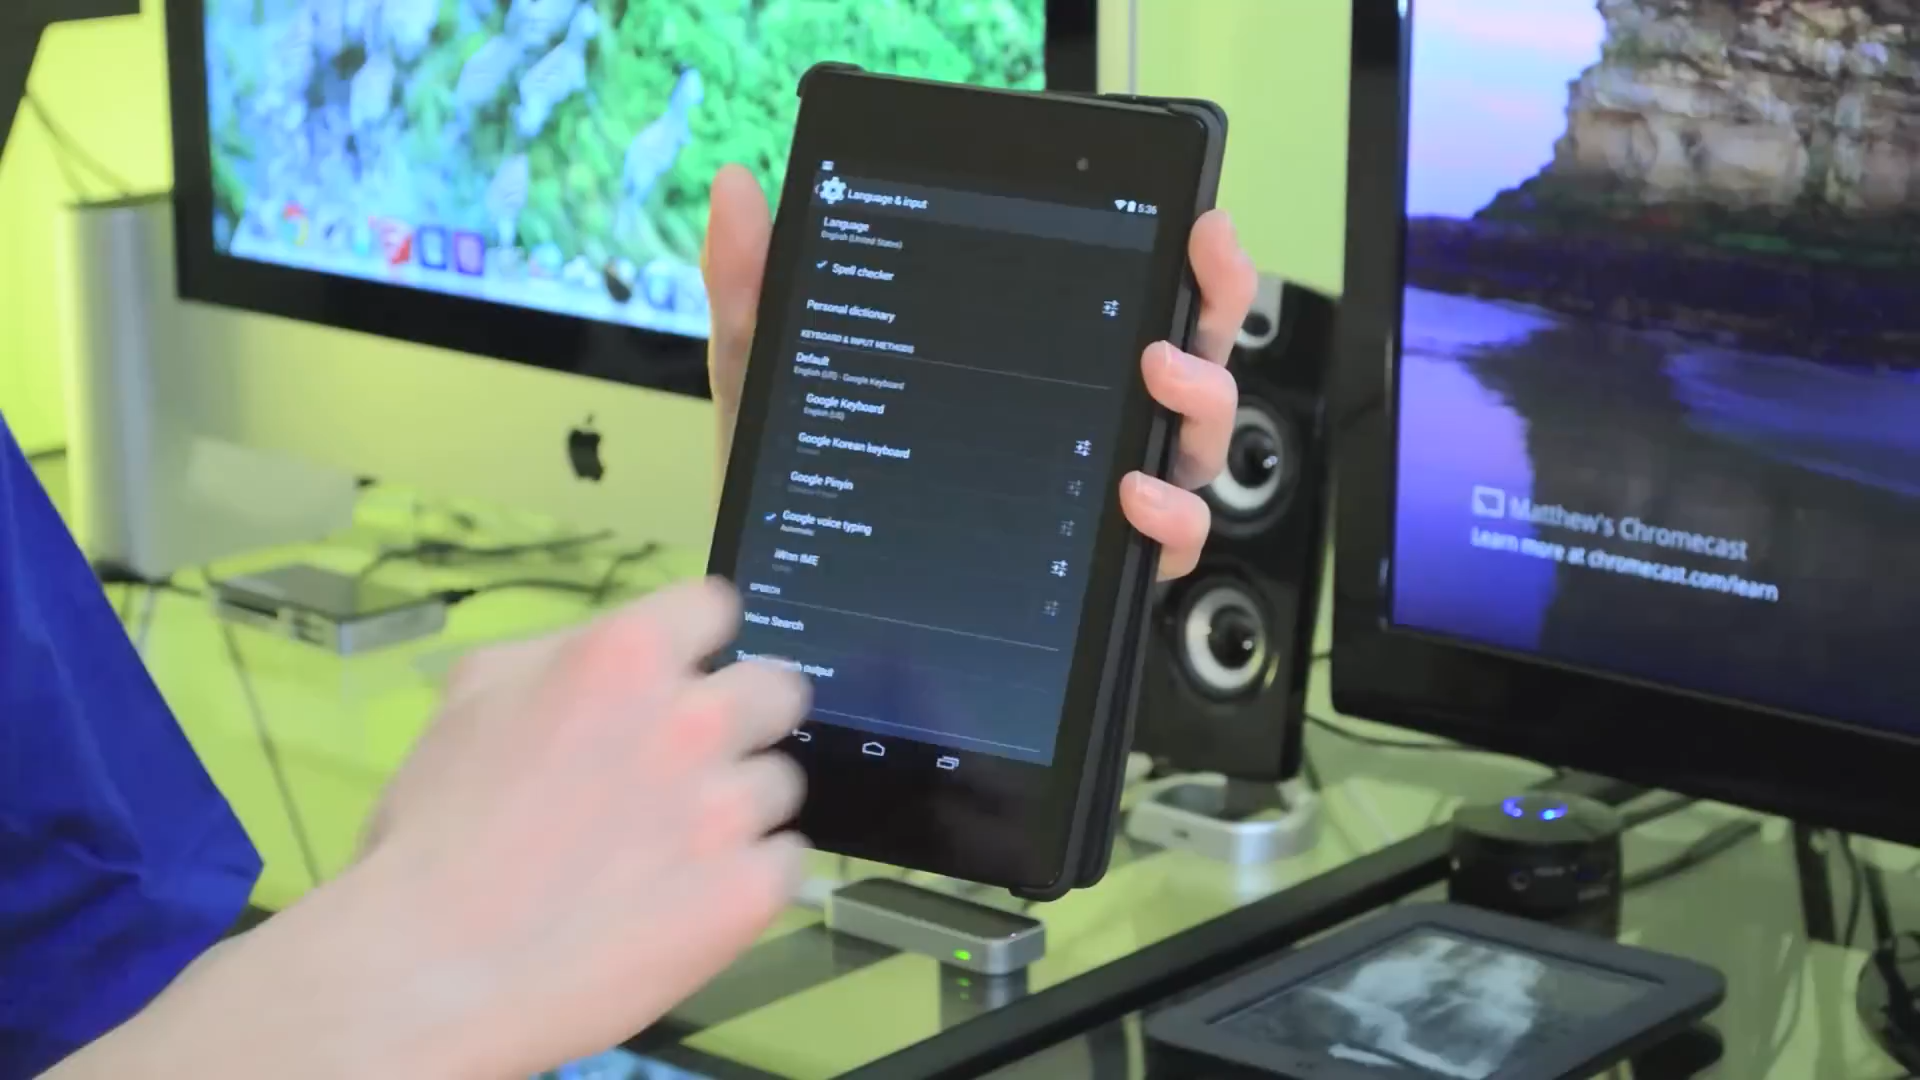 Language & input
5:36
Language
English (United States)
Spell checker
Personal dictionary
KEYBOARD & INPUT METHODS
Default
English (US) - Google Keyboard
Google Keyboard
English (US)
Google Korean keyboard
Google Pinyin
Google voice typing
Automatic
iWnn IME
SPEECH
Voice Search
output
Matthew's Chromecast
Learn more at chromecast.com/learn